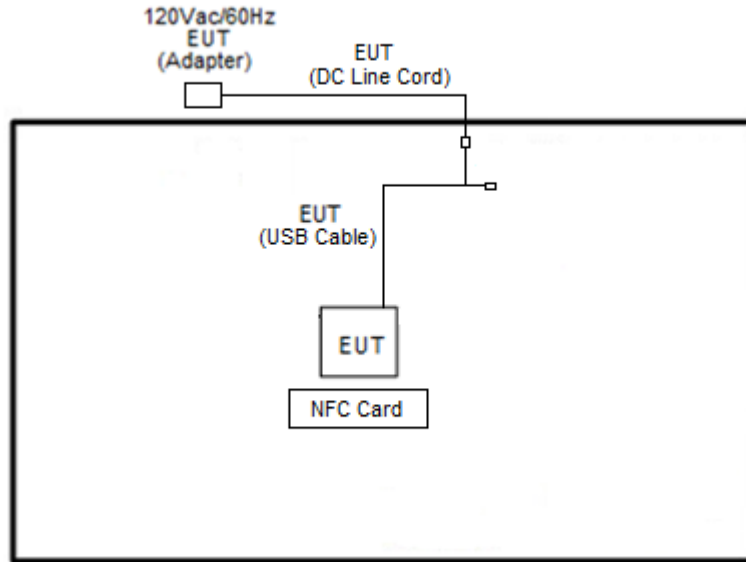 120Vac/60Hz
EUT
(Adapter)
EUT
(DC Line Cord)
EUT
(USB Cable)
EUT
NFC Card